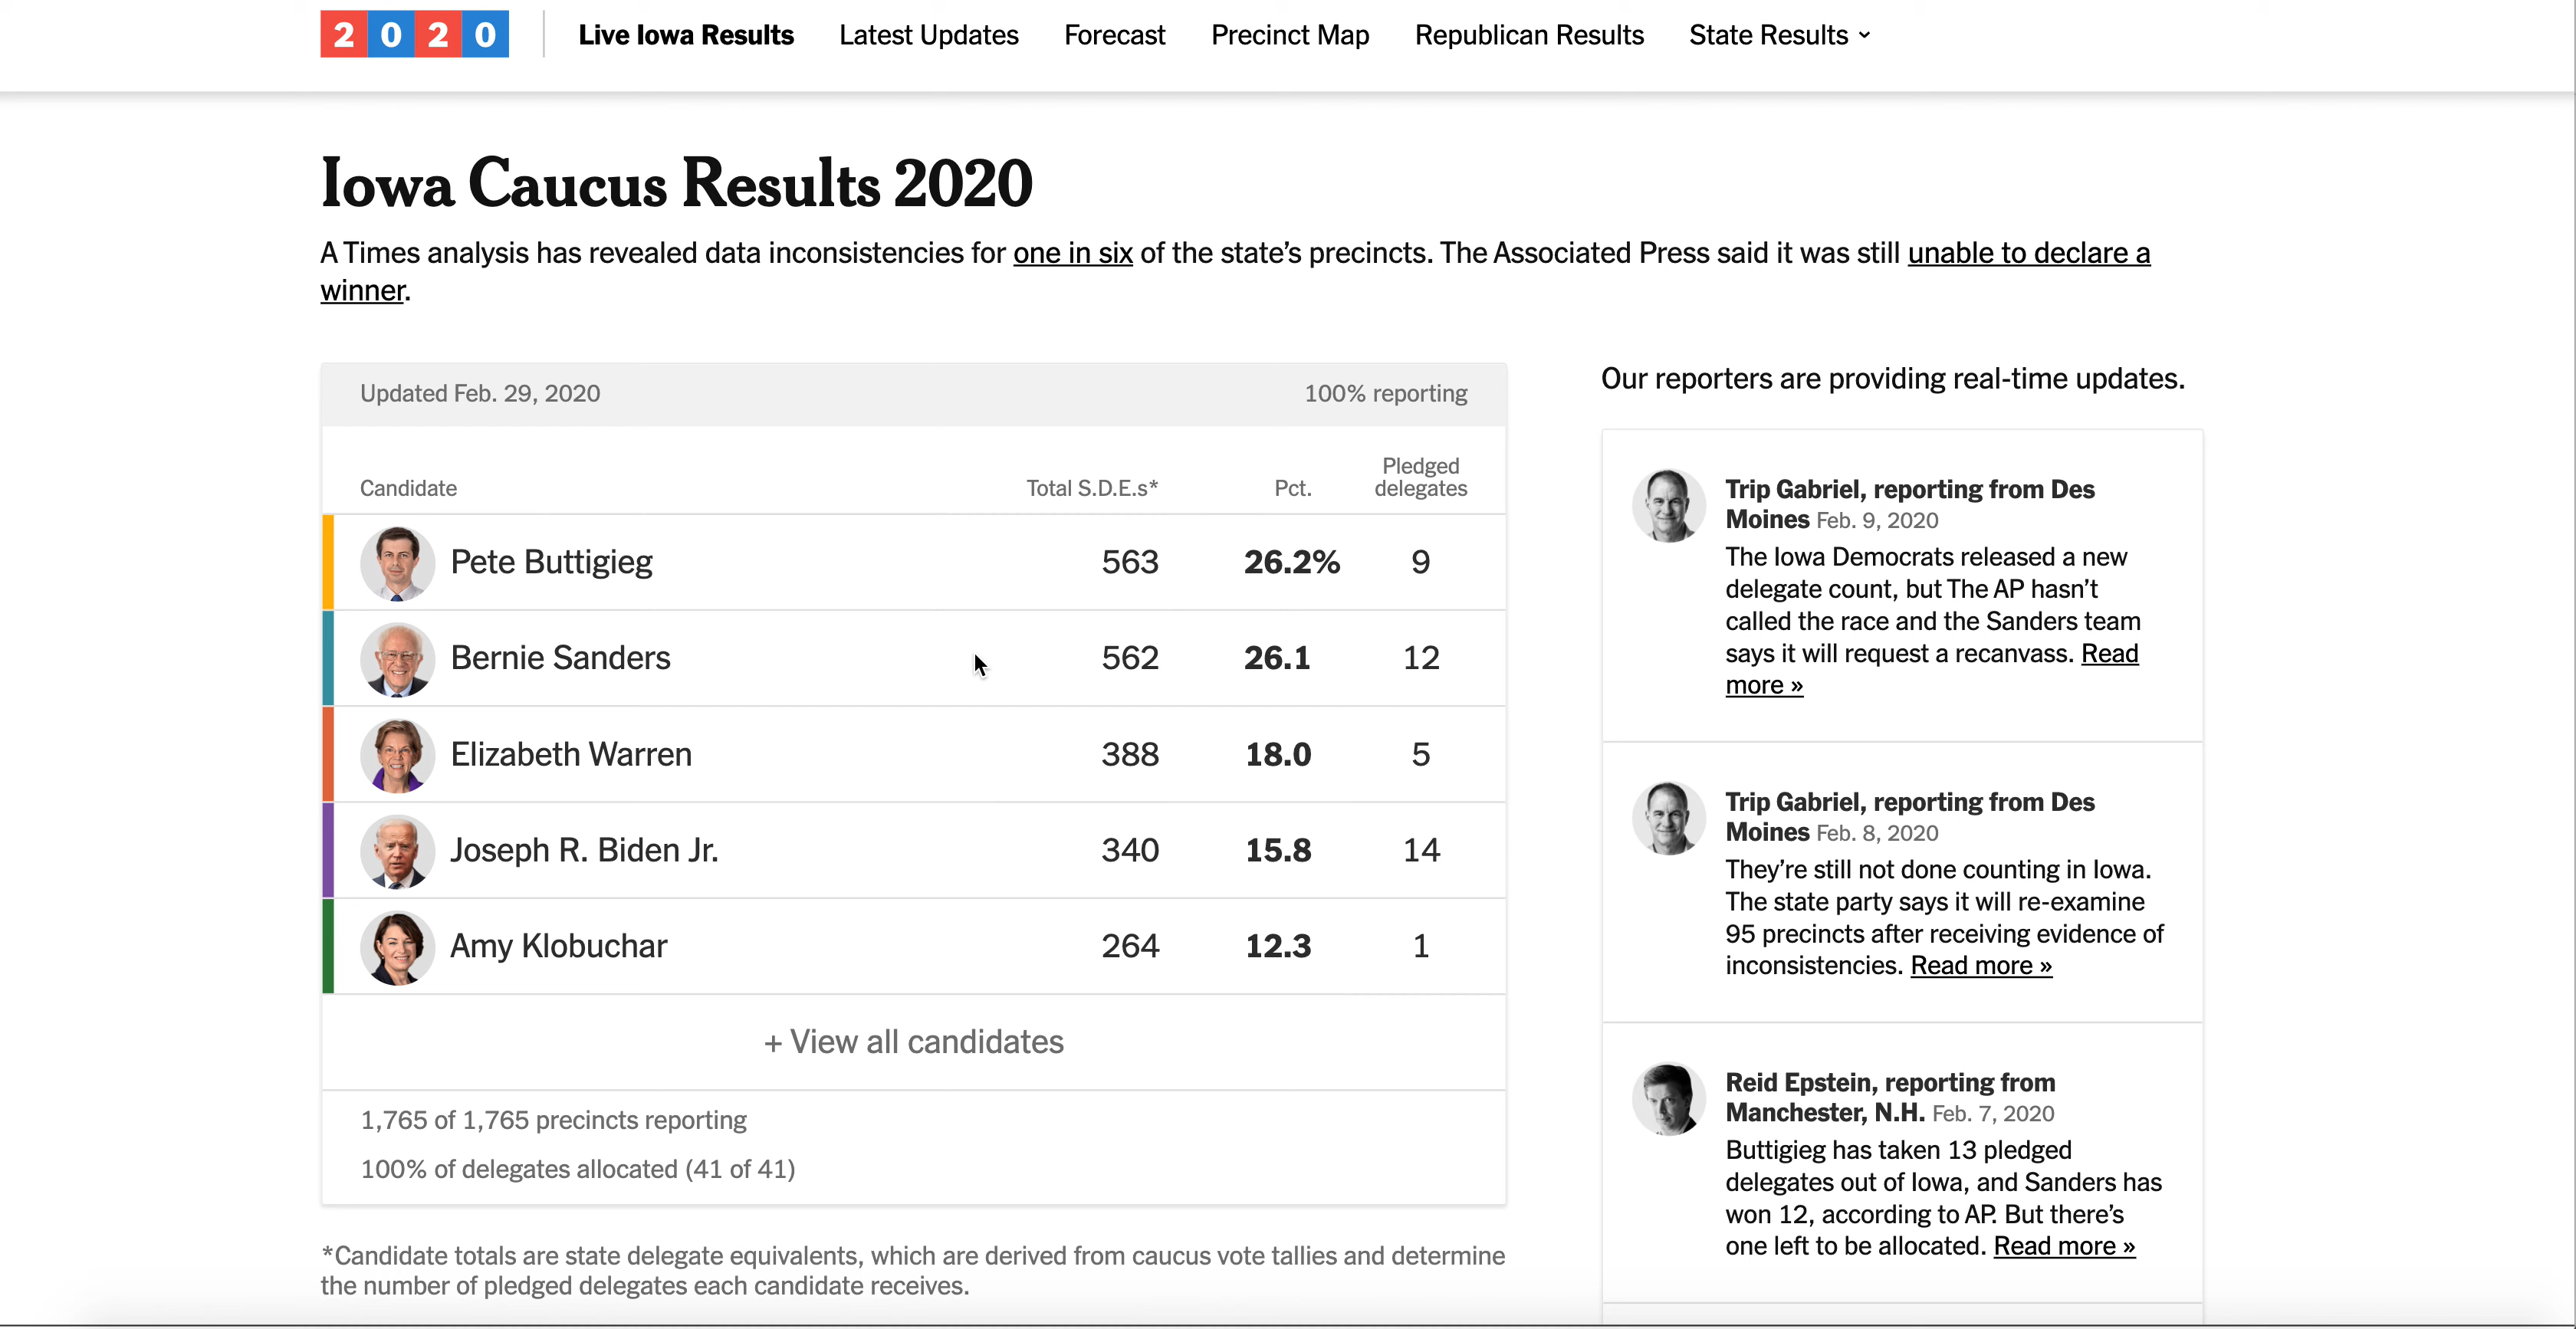 2020
Live Iowa Results Latest Updates Forecast Precinct Map Republican Results State Results
Iowa Caucus Results 2020
A Times analysis has revealed data inconsistencies for one in six of the state’s precincts. The Associated Press said it was still unable to declare a
winner.
Updated Feb. 29, 2020 100% reporting
Candidate Total S.D.E.s* Pct. Pledged
delegates
Pete Buttigieg 563 26.2% 9
Bernie Sanders 562 26.1 12
Elizabeth Warren 388 18.0 5
Joseph R. Biden Jr. 340 15.8 14
Amy Klobuchar 264 12.3 1
+ View all candidates
1,765 of 1,765 precincts reporting
100% of delegates allocated (41 of 41)
*Candidate totals are state delegate equivalents, which are derived from caucus vote tallies and determine
the number of pledged delegates each candidate receives.
Our reporters are providing real-time updates.
Trip Gabriel, reporting from Des
Moines Feb. 9, 2020
The Iowa Democrats released a new
delegate count, but The AP hasn’t
called the race and the Sanders team
says it will request a recanvass. Read
more »
Trip Gabriel, reporting from Des
Moines Feb. 8, 2020
They’re still not done counting in Iowa.
The state party says it will re-examine
95 precincts after receiving evidence of
inconsistencies. Read more »
Reid Epstein, reporting from
Manchester, N.H. Feb. 7, 2020
Buttigieg has taken 13 pledged
delegates out of Iowa, and Sanders has
won 12, according to AP. But there’s
one left to be allocated. Read more »